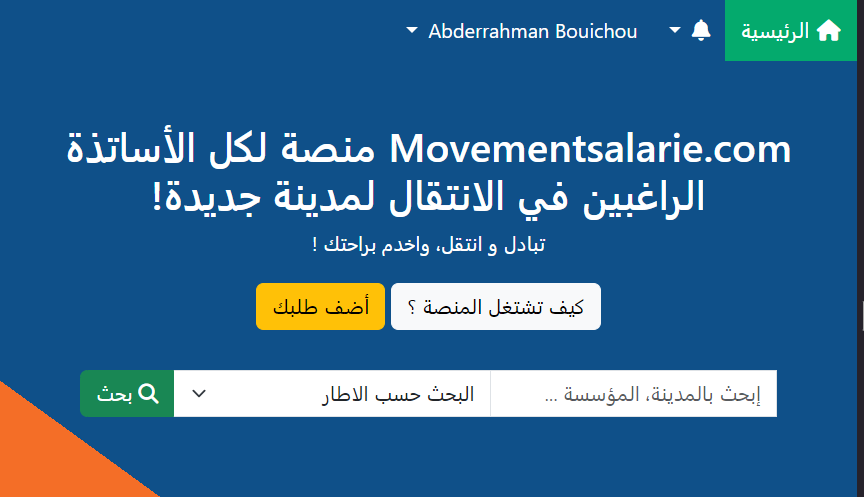 الرئيسية
Abderrahman Bouichou
Movementsalarie.com منصة لكل الأساتذة
الراغبين في الانتقال لمدينة جديدة!
تبادل و انتقل، واخدم براحتك !
كيف تشتغل المنصة ؟
أضف طلبك
إبحث بالمدينة، المؤسسة ...
البحث حسب الاطار
بحث